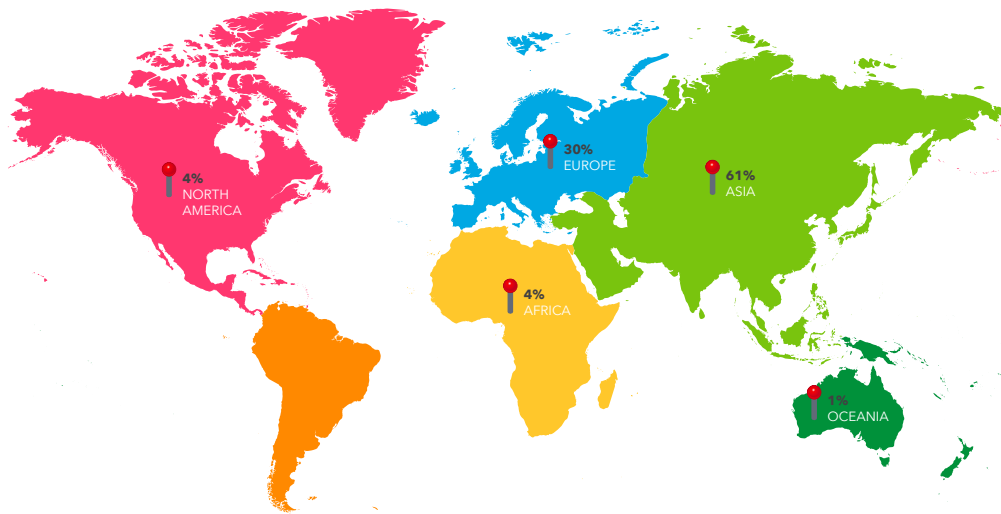 4%
NORTH
AMERICA
30%
EUROPE
61%
ASIA
4%
AFRICA
1%
OCEANIA